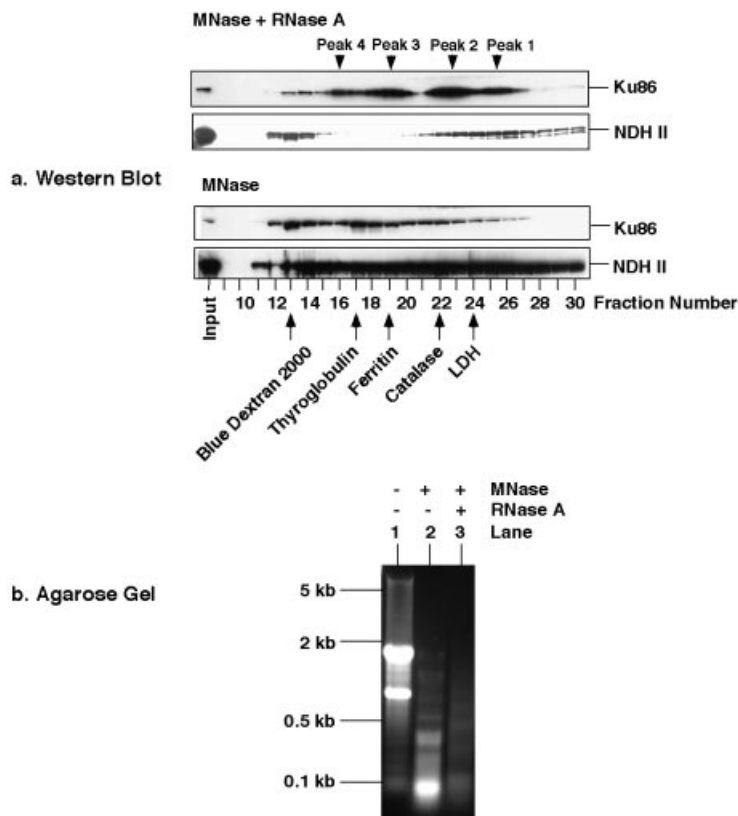 MNase + RNase A
Peak 4 Peak 3 Peak 2 Peak 1
Ku86
NDH II
a. Western Blot
MNase
Ku86
NDH II
Input 10 12 14 16 18 20 22 24 26 28 30 Fraction Number
Blue Dextran 2000
Thyroglobulin
Ferritin
Catalase
LDH
- + + MNase
- - + RNase A
1 2 3 Lane
b. Agarose Gel
5 kb
2 kb
0.5 kb
0.1 kb